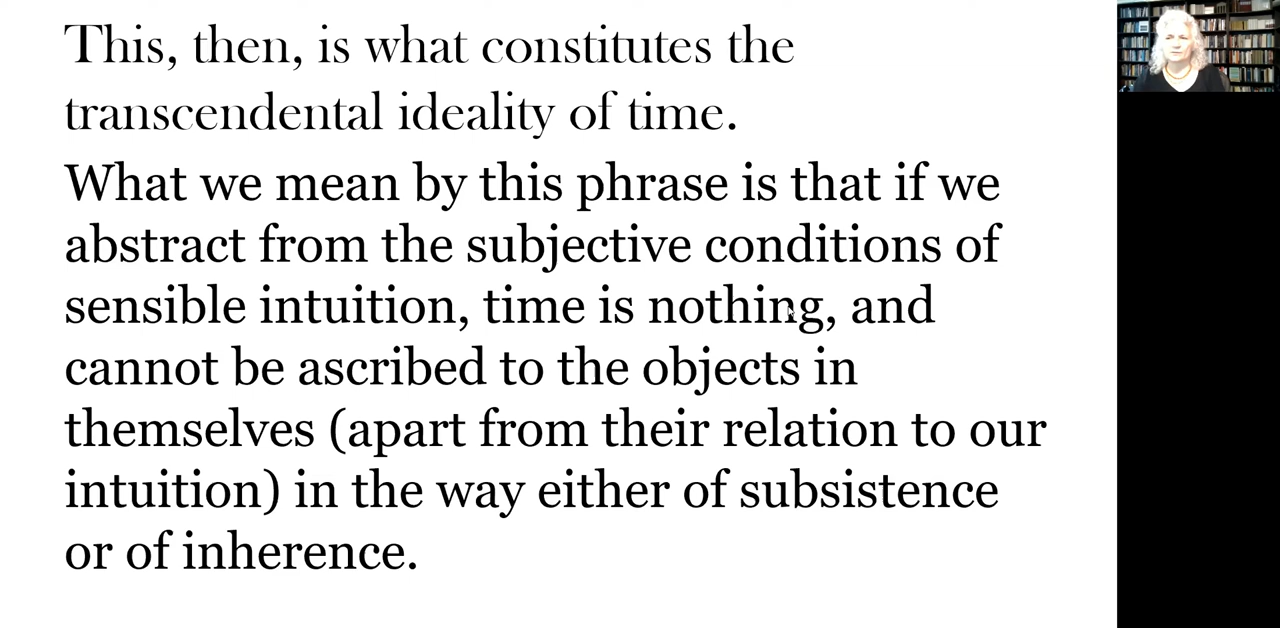 This, then, is what constitutes the
transcendental ideality of time.
What we mean by this phrase is that if we
abstract from the subjective conditions of
sensible intuition, time is nothing, and
cannot be ascribed to the objects in
themselves (apart from their relation to our
intuition) in the way either of subsistence
or of inherence.